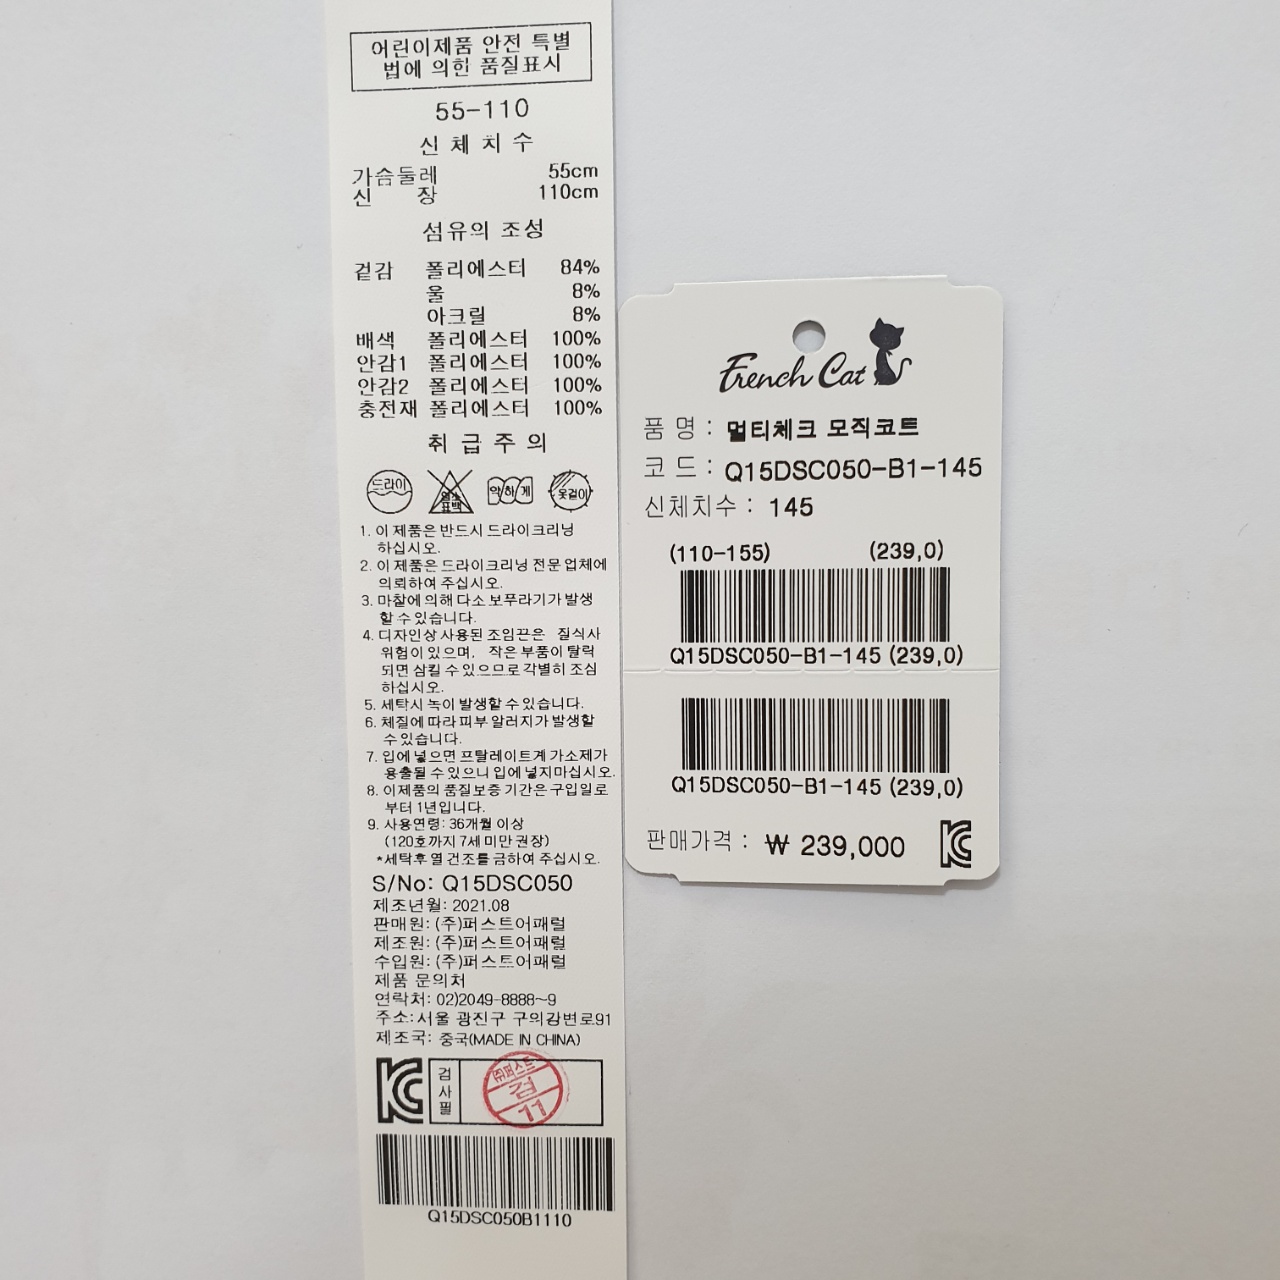 어린이제품 안전 특별
법에 의한 품질표시
55-110
신 체 치 수
가슴둘레 55cm
신 장 110cm
섬유의 조성
겉감 폴리에스터 84%
울 8%
아크릴 8%
배색 폴리에스터 100%
안감1 폴리에스터 100%
안감2 폴리에스터 100%
충전재 폴리에스터 100%
취 급 주 의
드라이 염소표백 약하게 옷걸이
1. 이 제품은 반드시 드라이크리닝
하십시오.
2. 이 제품은 드라이크리닝 전문 업체에
의뢰하여 주십시오.
3. 마찰에 의해 다소 보푸라기가 발생
할 수 있습니다.
4. 디자인상 사용된 조임끈은 질식사
위험이 있으며, 작은 부품이 탈락
되면 삼킬 수 있으므로 각별히 조심
하십시오.
5. 세탁시 녹이 발생할 수 있습니다.
6. 체질에 따라 피부 알러지가 발생할
수 있습니다.
7. 입에 넣으면 프탈레이트계 가소제가
용출될 수 있으니 입에 넣지마십시오.
8. 이제품의 품질보증 기간은 구입일로
부터 1년입니다.
9. 사용연령: 36개월 이상
(120호까지 7세 미만 권장)
*세탁후 열 건조를 금하여 주십시오.
S/No: Q15DSC050
제조년월: 2021.08
판매원: (주)퍼스트어패럴
제조원: (주)퍼스트어패럴
수입원: (주)퍼스트어패럴
제품 문의처
연락처: 02)2049-8888~9
주소: 서울 광진구 구의강변로91
제조국: 중국(MADE IN CHINA)
KC 검사필 (주)퍼스트 검 11
Q15DSC050B1110
French Cat
품 명 : 멀티체크 모직코트
코 드 : Q15DSC050-B1-145
신체치수 : 145
(110-155) (239,0)
Q15DSC050-B1-145 (239,0)
Q15DSC050-B1-145 (239,0)
판매가격 : ₩ 239,000 KC